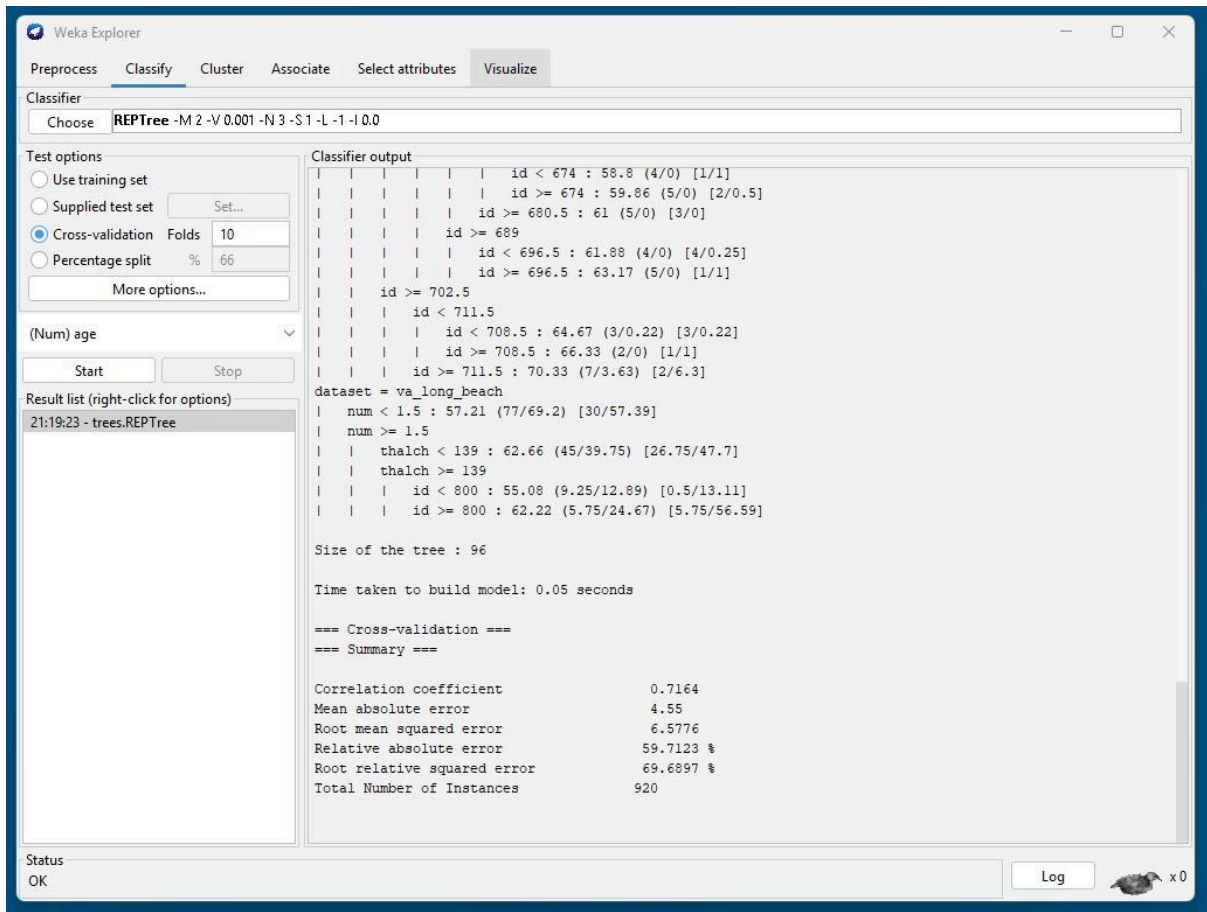 Weka Explorer
Preprocess Classify Cluster Associate Select attributes Visualize
Classifier
Choose REPTree -M 2 -V 0.001 -N 3 -S 1 -L -1 -I 0.0
Test options
Use training set
Supplied test set Set...
Cross-validation Folds 10
Percentage split % 66
More options...
(Num) age
Start Stop
Result list (right-click for options)
21:19:23 - trees.REPTree
Classifier output
| | | | | | id < 674 : 58.8 (4/0) [1/1]
| | | | | | id >= 674 : 59.86 (5/0) [2/0.5]
| | | | | id >= 680.5 : 61 (5/0) [3/0]
| | | | id >= 689
| | | | | id < 696.5 : 61.88 (4/0) [4/0.25]
| | | | | id >= 696.5 : 63.17 (5/0) [1/1]
| | id >= 702.5
| | | id < 711.5
| | | | id < 708.5 : 64.67 (3/0.22) [3/0.22]
| | | | id >= 708.5 : 66.33 (2/0) [1/1]
| | | id >= 711.5 : 70.33 (7/3.63) [2/6.3]
dataset = va_long_beach
| num < 1.5 : 57.21 (77/69.2) [30/57.39]
| num >= 1.5
| | thalch < 139 : 62.66 (45/39.75) [26.75/47.7]
| | thalch >= 139
| | | id < 800 : 55.08 (9.25/12.89) [0.5/13.11]
| | | id >= 800 : 62.22 (5.75/24.67) [5.75/56.59]
Size of the tree : 96
Time taken to build model: 0.05 seconds
=== Cross-validation ===
=== Summary ===
Correlation coefficient 0.7164
Mean absolute error 4.55
Root mean squared error 6.5776
Relative absolute error 59.7123 %
Root relative squared error 69.6897 %
Total Number of Instances 920
Status
OK
Log x 0